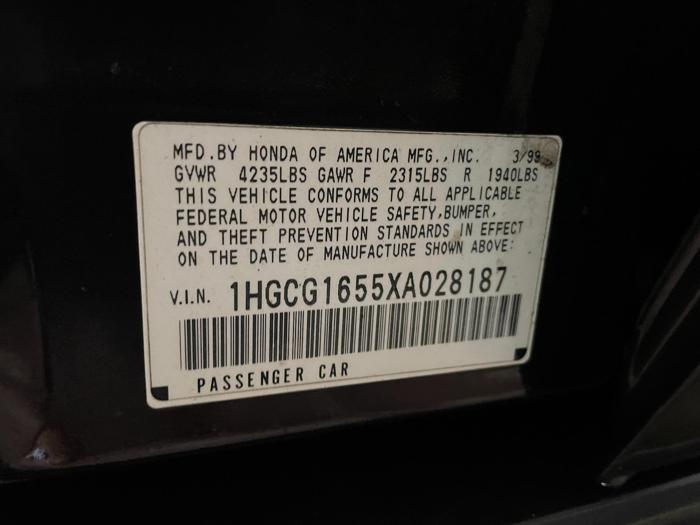 MFD.BY HONDA OF AMERICA MFG.,INC. 3/99
GVWR 4235LBS GAWR F 2315LBS R 1940LBS
THIS VEHICLE CONFORMS TO ALL APPLICABLE
FEDERAL MOTOR VEHICLE SAFETY,BUMPER,
AND THEFT PREVENTION STANDARDS IN EFFECT
ON THE DATE OF MANUFACTURE SHOWN ABOVE:
V.I.N. 1HGCG1655XA028187
PASSENGER CAR